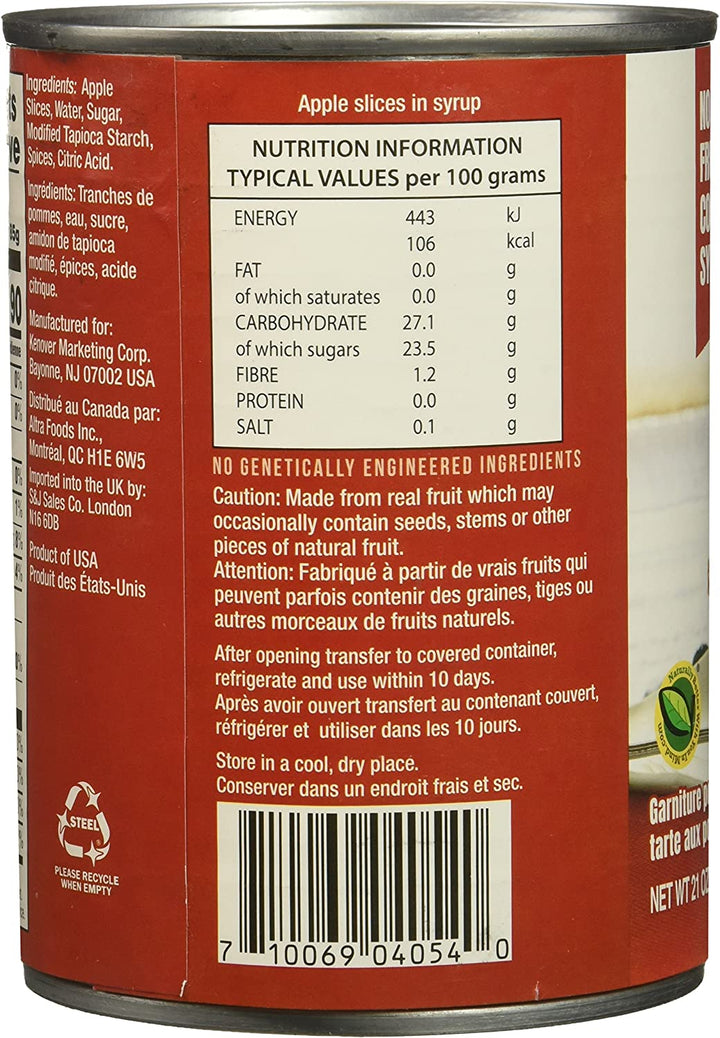 Ingredients: Apple
Slices, Water, Sugar,
Modified Tapioca Starch,
Spices, Citric Acid.
Ingrédients: Tranches de
pommes, eau, sucre,
amidon de tapioca
modifié, épices, acide
citrique.
Manufactured for:
Kenover Marketing Corp.
Bayonne, NJ 07002 USA
Distribué au Canada par:
Altra Foods Inc.,
Montréal, QC H1E 6W5
Imported into the UK by:
S&J Sales Co. London
N16 6DB
Product of USA
Produit des États-Unis
STEEL
PLEASE RECYCLE
WHEN EMPTY
Apple slices in syrup
NUTRITION INFORMATION
TYPICAL VALUES per 100 grams
ENERGY 443 kJ
106 kcal
FAT 0.0 g
of which saturates 0.0 g
CARBOHYDRATE 27.1 g
of which sugars 23.5 g
FIBRE 1.2 g
PROTEIN 0.0 g
SALT 0.1 g
NO GENETICALLY ENGINEERED INGREDIENTS
Caution: Made from real fruit which may
occasionally contain seeds, stems or other
pieces of natural fruit.
Attention: Fabriqué à partir de vrais fruits qui
peuvent parfois contenir des graines, tiges ou
autres morceaux de fruits naturels.
After opening transfer to covered container,
refrigerate and use within 10 days.
Après avoir ouvert transfert au contenant couvert,
réfrigérer et utiliser dans les 10 jours.
Store in a cool, dry place.
Conserver dans un endroit frais et sec.
7 10069 04054 0
Garniture
tarte aux
NET WT 21 OZ